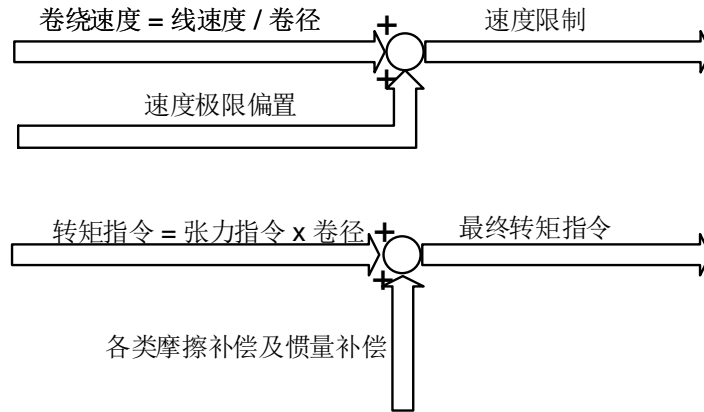 卷绕速度 = 线速度 / 卷径
速度限制
+
+
速度极限偏置
转矩指令 = 张力指令 x 卷径
最终转矩指令
+
+
各类摩擦补偿及惯量补偿